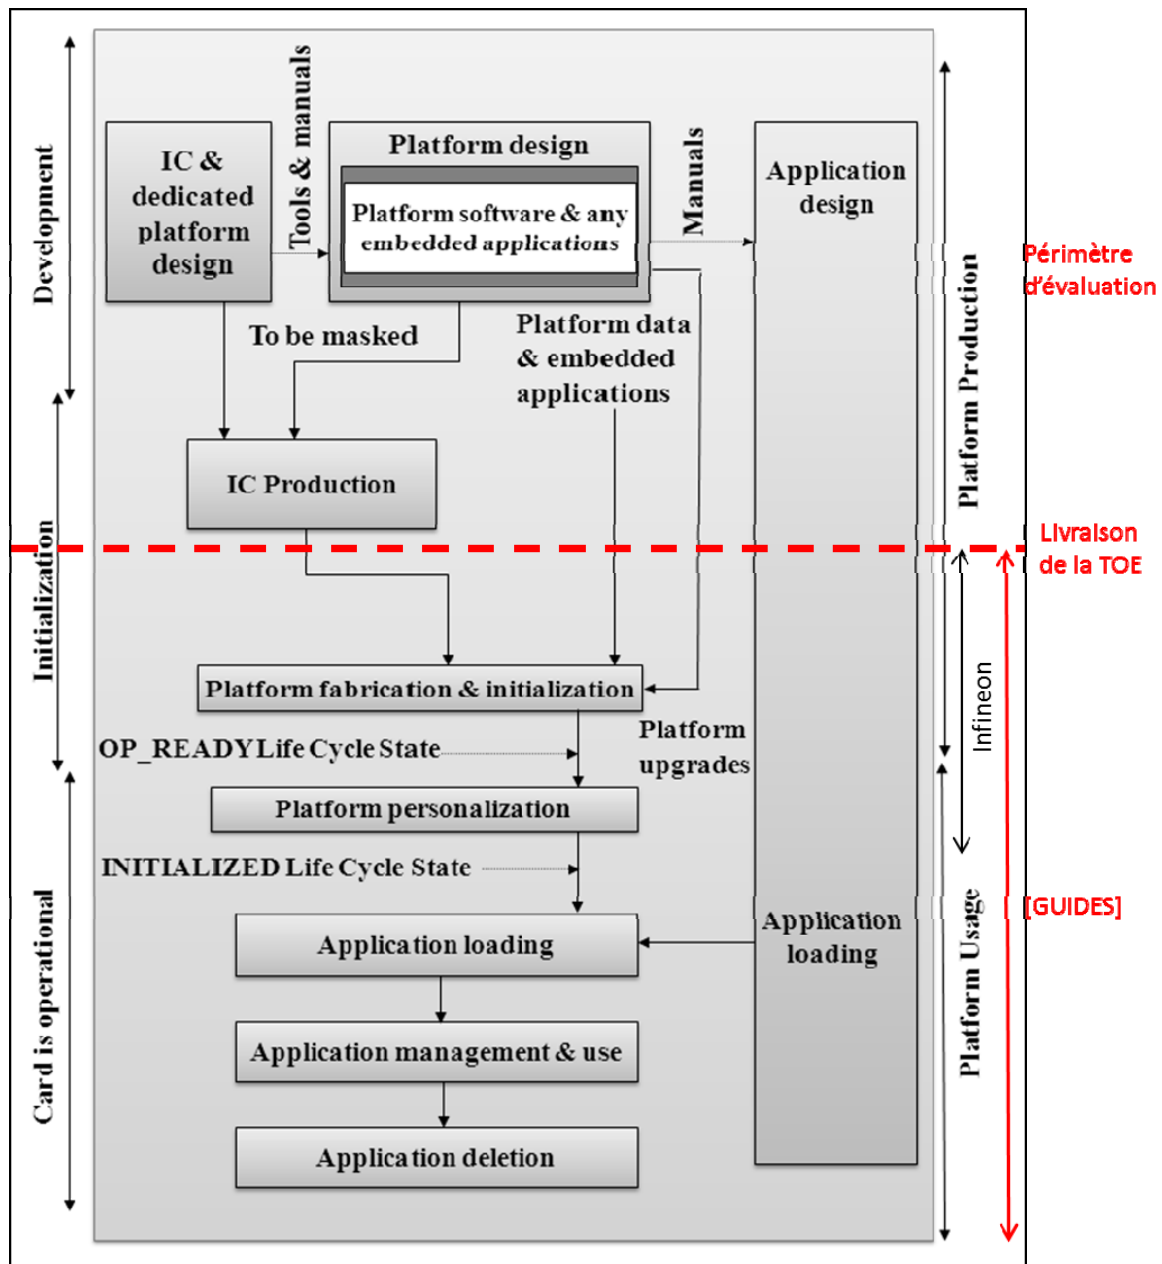 Development
Initialization
Card is operational
IC &
dedicated
platform
design
Tools & manuals
Platform design
Platform software & any
embedded applications
Manuals
Application
design
To be masked
Platform data
& embedded
applications
IC Production
Platform fabrication & initialization
OP_READY Life Cycle State
Platform
upgrades
Platform personalization
INITIALIZED Life Cycle State
Application loading
Application
loading
Application management & use
Application deletion
Platform Production
Platform Usage
Infineon
Périmètre
d'évaluation
Livraison
de la TOE
[GUIDES]